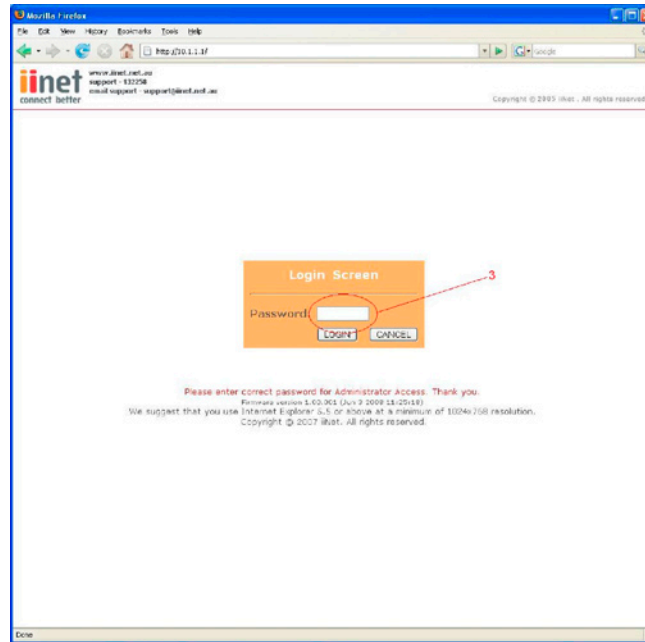 Mozilla Firefox
File Edit View History Bookmarks Tools Help
http://10.1.1.1/
Google
iinet
connect better
www.iinet.net.au
support - 132258
email support - support@iinet.net.au
Copyright © 2005 iiNet . All rights reserved
Login Screen
3
Password:
LOGIN
CANCEL
Please enter correct password for Administrator Access. Thank you.
Firmware version
We suggest that you use Internet Explorer 5.5 or above at a minimum of 1024x768 resolution.
Copyright © 2007 iiNet. All rights reserved.
Done